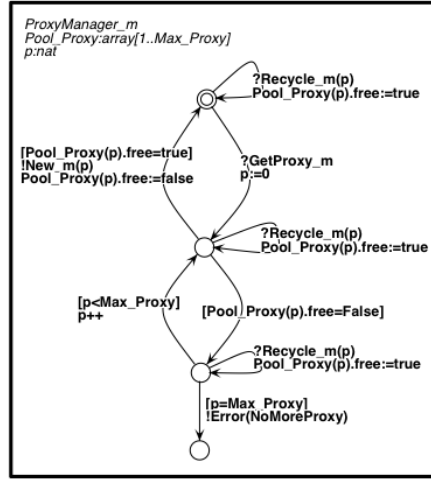 ProxyManager_m
Pool_Proxy:array[1..Max_Proxy]
p:nat
?Recycle_m(p)
Pool_Proxy(p).free:=true
[Pool_Proxy(p).free=true]
!New_m(p)
Pool_Proxy(p).free:=false
?GetProxy_m
p:=0
?Recycle_m(p)
Pool_Proxy(p).free:=true
[p<Max_Proxy]
p++
[Pool_Proxy(p).free=False]
?Recycle_m(p)
Pool_Proxy(p).free:=true
[p=Max_Proxy]
!Error(NoMoreProxy)